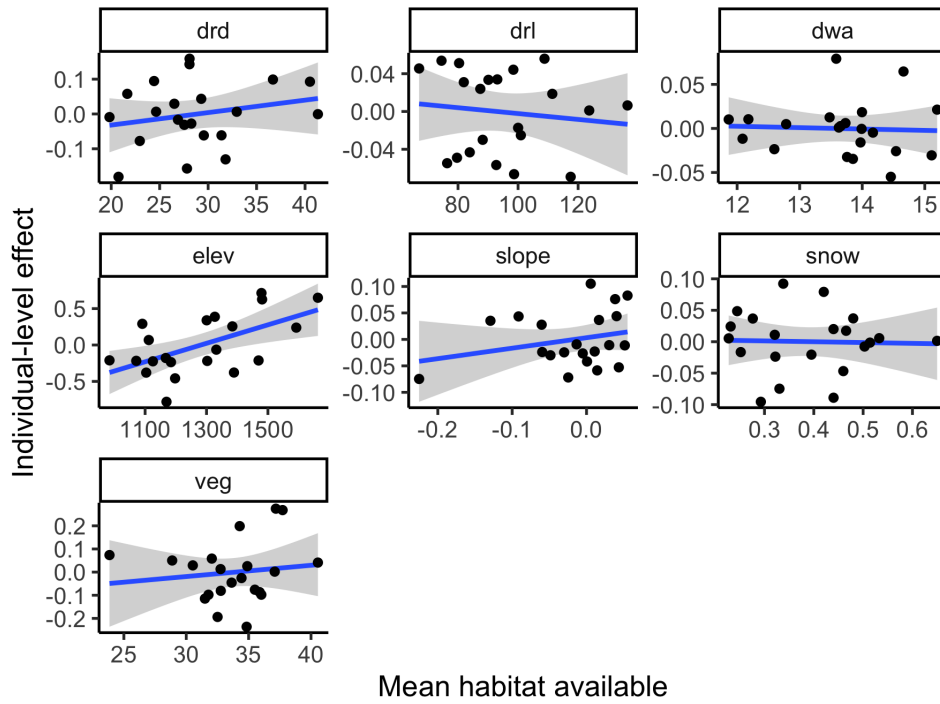 drd
drl
dwa
0.1
0.0
-0.1
0.04
0.00
-0.04
0.05
0.00
-0.05
20 25 30 35 40
80 100 120
12 13 14 15
elev
slope
snow
0.5
0.0
-0.5
0.10
0.05
0.00
-0.05
-0.10
0.10
0.05
0.00
-0.05
-0.10
1100 1300 1500
-0.2 -0.1 0.0
0.3 0.4 0.5 0.6
veg
0.2
0.1
0.0
-0.1
-0.2
25 30 35 40
Individual-level effect
Mean habitat available